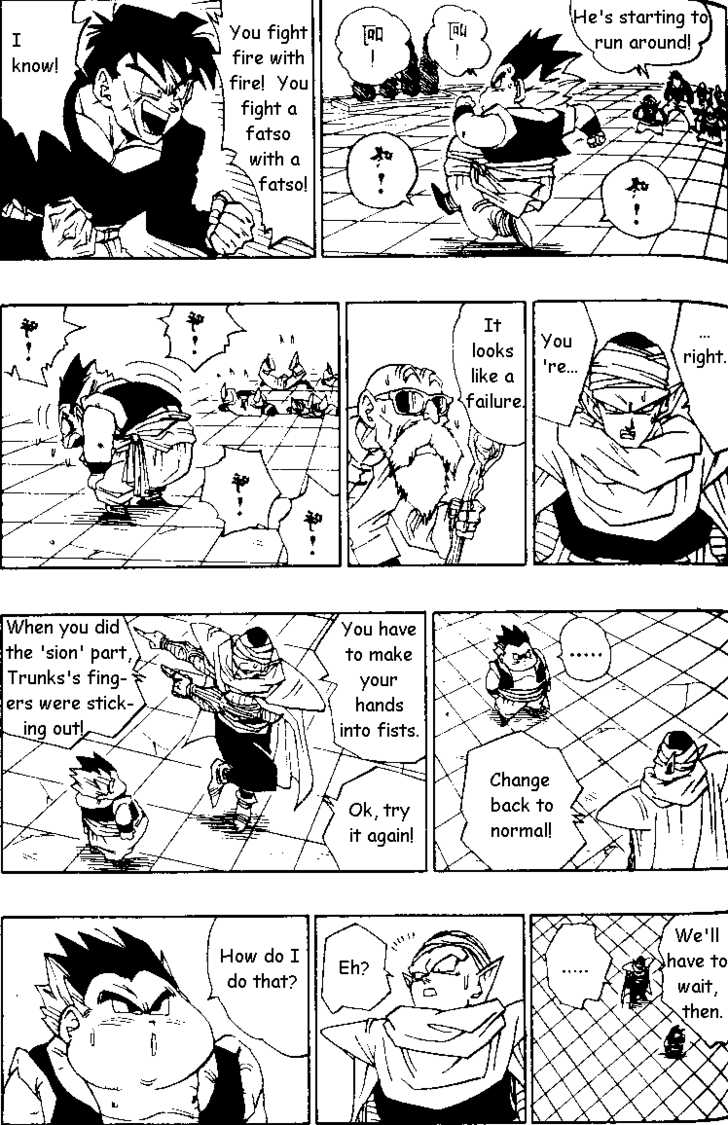 I
know!
You fight
fire with
fire! You
fight a
fatso
with a
fatso!
He's starting to
run around!
It
looks
like a
failure.
You
're...
...
right.
When you did
the 'sion' part,
Trunks's fing-
ers were stick-
ing out!
You have
to make
your
hands
into fists.
Ok, try
it again!
.....
Change
back to
normal!
How do I
do that?
Eh?
.....
We'll
have to
wait,
then.